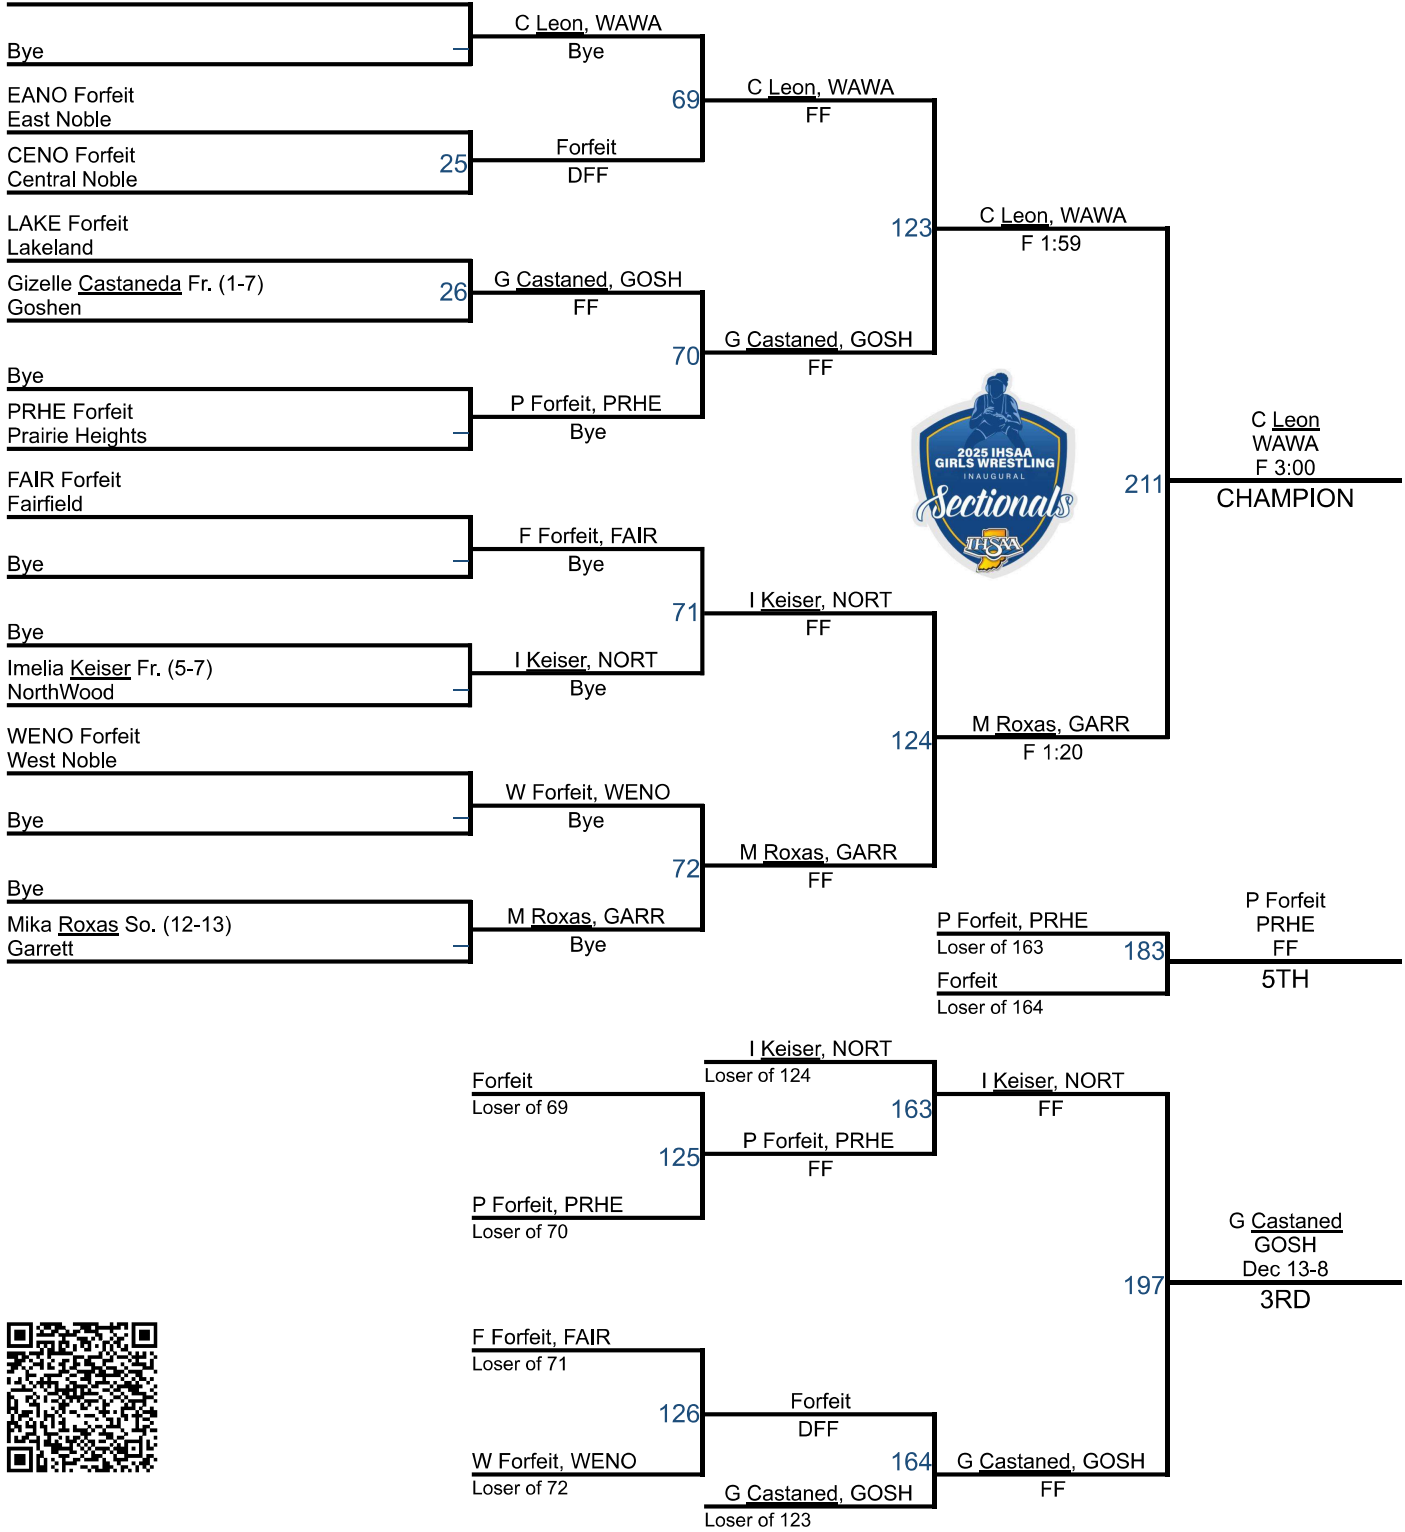 C Leon, WAWA
Bye
Bye
EANO Forfeit
East Noble
69
C Leon, WAWA
FF
CENO Forfeit
Central Noble
25
Forfeit
DFF
LAKE Forfeit
Lakeland
123
C Leon, WAWA
F 1:59
Gizelle Castaneda Fr. (1-7)
Goshen
26
G Castaned, GOSH
FF
70
G Castaned, GOSH
FF
Bye
PRHE Forfeit
Prairie Heights
P Forfeit, PRHE
Bye
2025 IHSAA
GIRLS WRESTLING
INAUGURAL
Sectionals
IHSAA
211
C Leon
WAWA
F 3:00
CHAMPION
FAIR Forfeit
Fairfield
F Forfeit, FAIR
Bye
Bye
71
I Keiser, NORT
FF
Bye
Imelia Keiser Fr. (5-7)
NorthWood
I Keiser, NORT
Bye
WENO Forfeit
West Noble
124
M Roxas, GARR
F 1:20
W Forfeit, WENO
Bye
Bye
72
M Roxas, GARR
FF
Bye
Mika Roxas So. (12-13)
Garrett
M Roxas, GARR
Bye
P Forfeit, PRHE
Loser of 163
183
Forfeit
Loser of 164
P Forfeit
PRHE
FF
5TH
I Keiser, NORT
Loser of 124
Forfeit
Loser of 69
163
I Keiser, NORT
FF
125
P Forfeit, PRHE
FF
P Forfeit, PRHE
Loser of 70
197
G Castaned
GOSH
Dec 13-8
3RD
F Forfeit, FAIR
Loser of 71
126
Forfeit
DFF
W Forfeit, WENO
Loser of 72
164
G Castaned, GOSH
FF
G Castaned, GOSH
Loser of 123